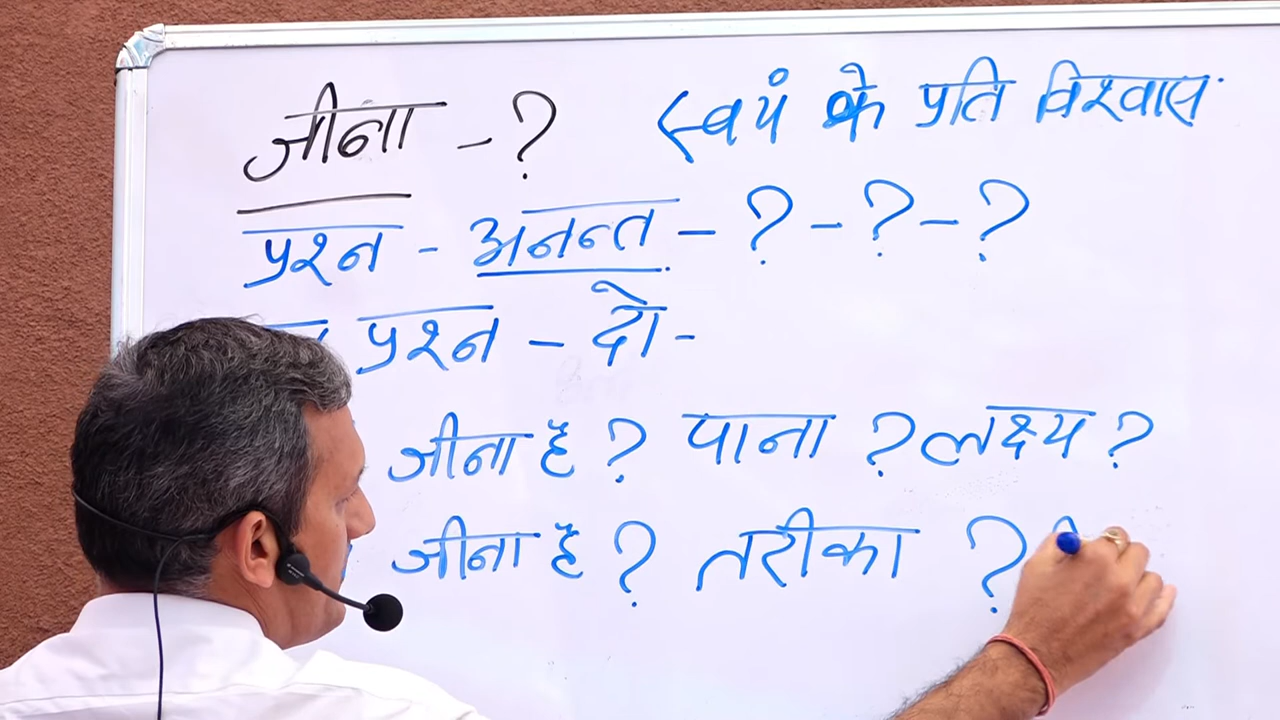 जीना - ? स्वयं के प्रति विश्वास
प्रश्न - अनन्त - ? - ? - ?
प्रश्न - दो -
जीना है ? पाना ? लक्ष्य ?
जीना है ? तरीका ?